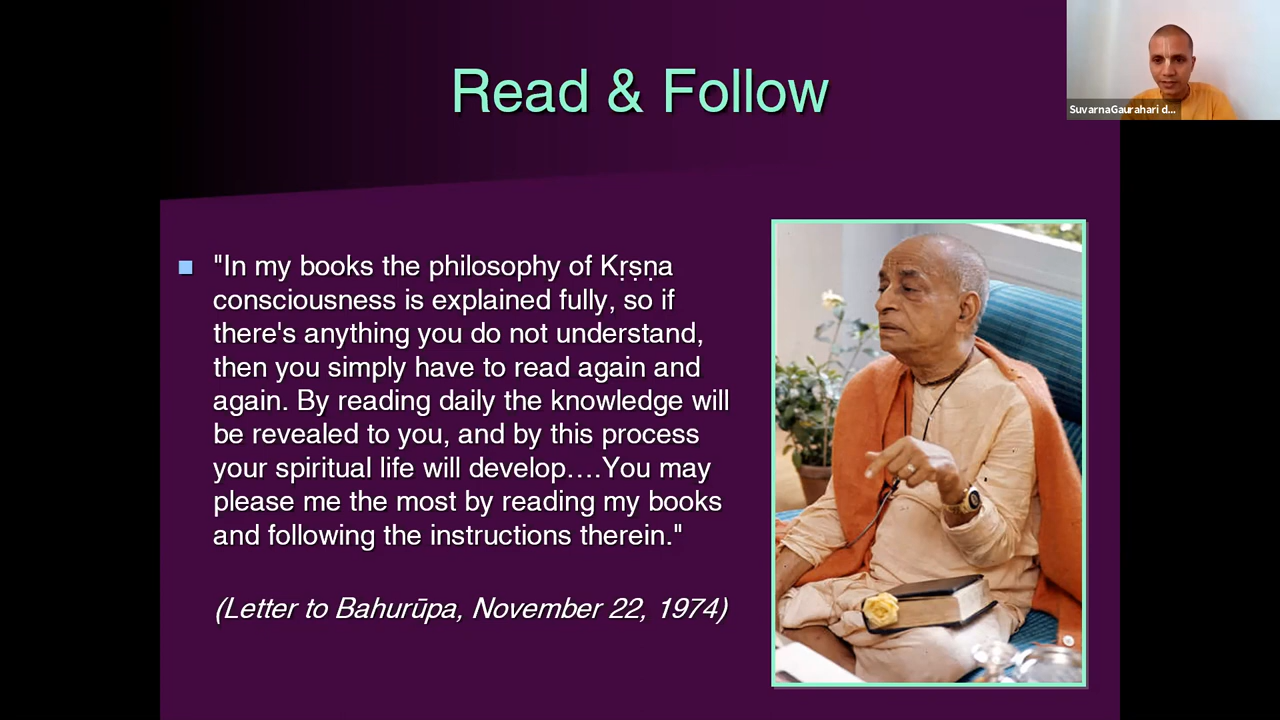 Read & Follow
SuvarnaGaurahari d...
"In my books the philosophy of Kṛṣṇa
consciousness is explained fully, so if
there's anything you do not understand,
then you simply have to read again and
again. By reading daily the knowledge will
be revealed to you, and by this process
your spiritual life will develop….You may
please me the most by reading my books
and following the instructions therein."
(Letter to Bahurūpa, November 22, 1974)